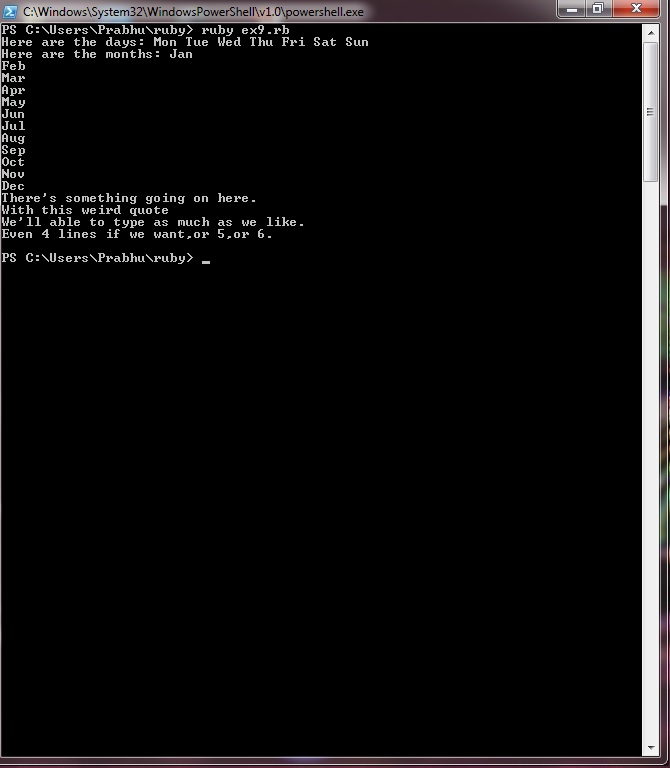 C:\Windows\System32\WindowsPowerShell\v1.0\powershell.exe
PS C:\Users\Prabhu\ruby> ruby ex9.rb
Here are the days: Mon Tue Wed Thu Fri Sat Sun
Here are the months: Jan
Feb
Mar
Apr
May
Jun
Jul
Aug
Sep
Oct
Nov
Dec
There's something going on here.
With this weird quote
We'll able to type as much as we like.
Even 4 lines if we want,or 5,or 6.
PS C:\Users\Prabhu\ruby> _